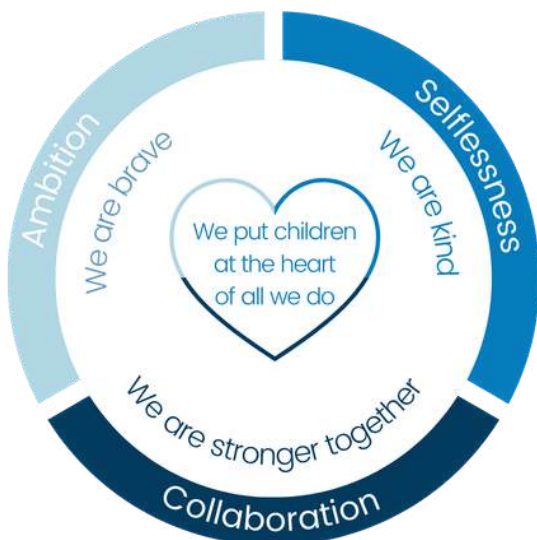 Ambition
We are brave
Selflessness
We are kind
We put children
at the heart
of all we do
We are stronger together
Collaboration